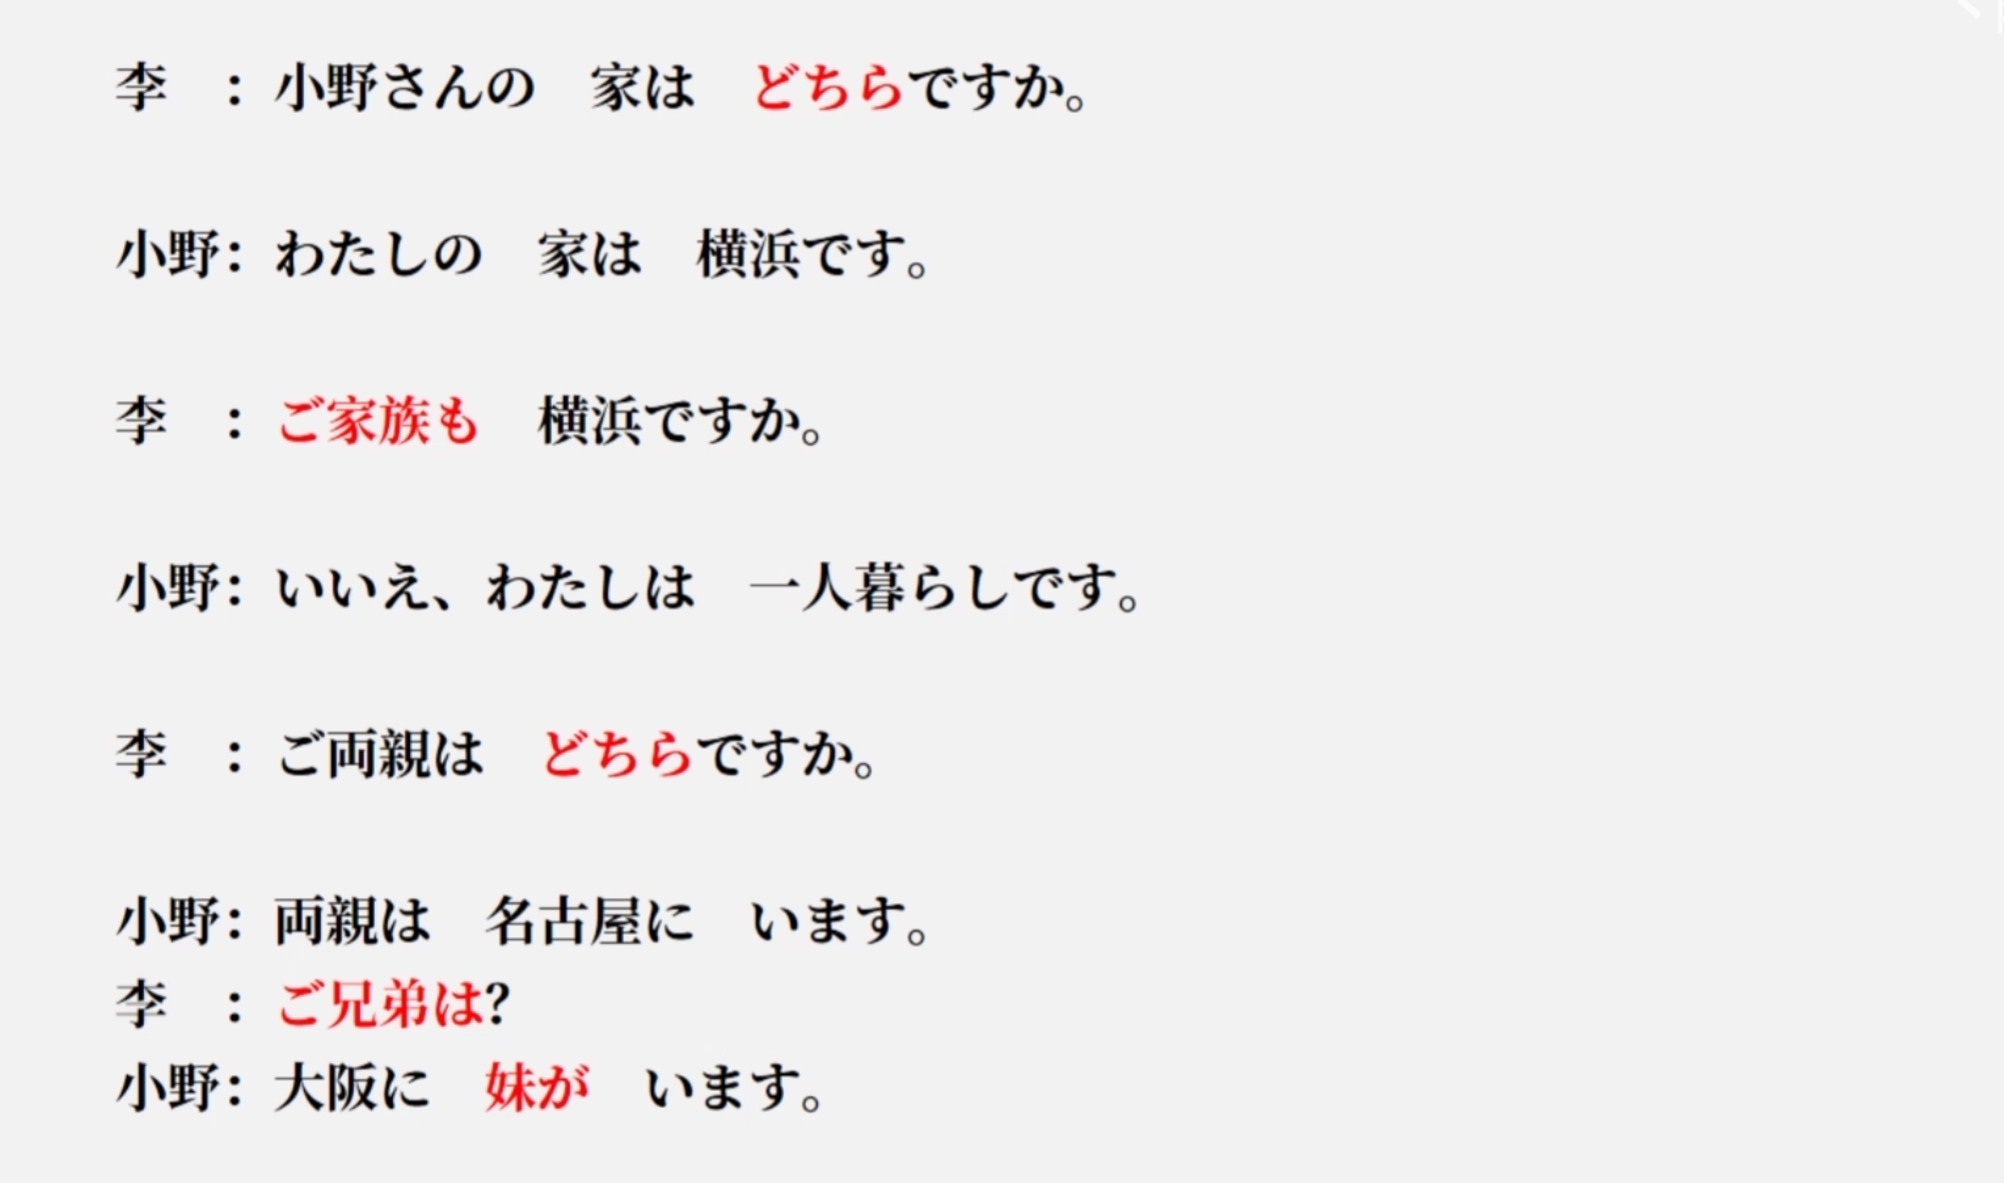 李　：小野さんの　家は　どちらですか。
小野：わたしの　家は　横浜です。
李　：ご家族も　横浜ですか。
小野：いいえ、わたしは　一人暮らしです。
李　：ご両親は　どちらですか。
小野：両親は　名古屋に　います。
李　：ご兄弟は?
小野：大阪に　妹が　います。